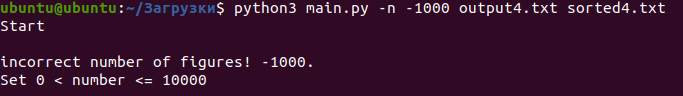 ubuntu@ubuntu:~/Загрузки$ python3 main.py -n -1000 output4.txt sorted4.txt
Start
incorrect number of figures! -1000.
Set 0 < number <= 10000